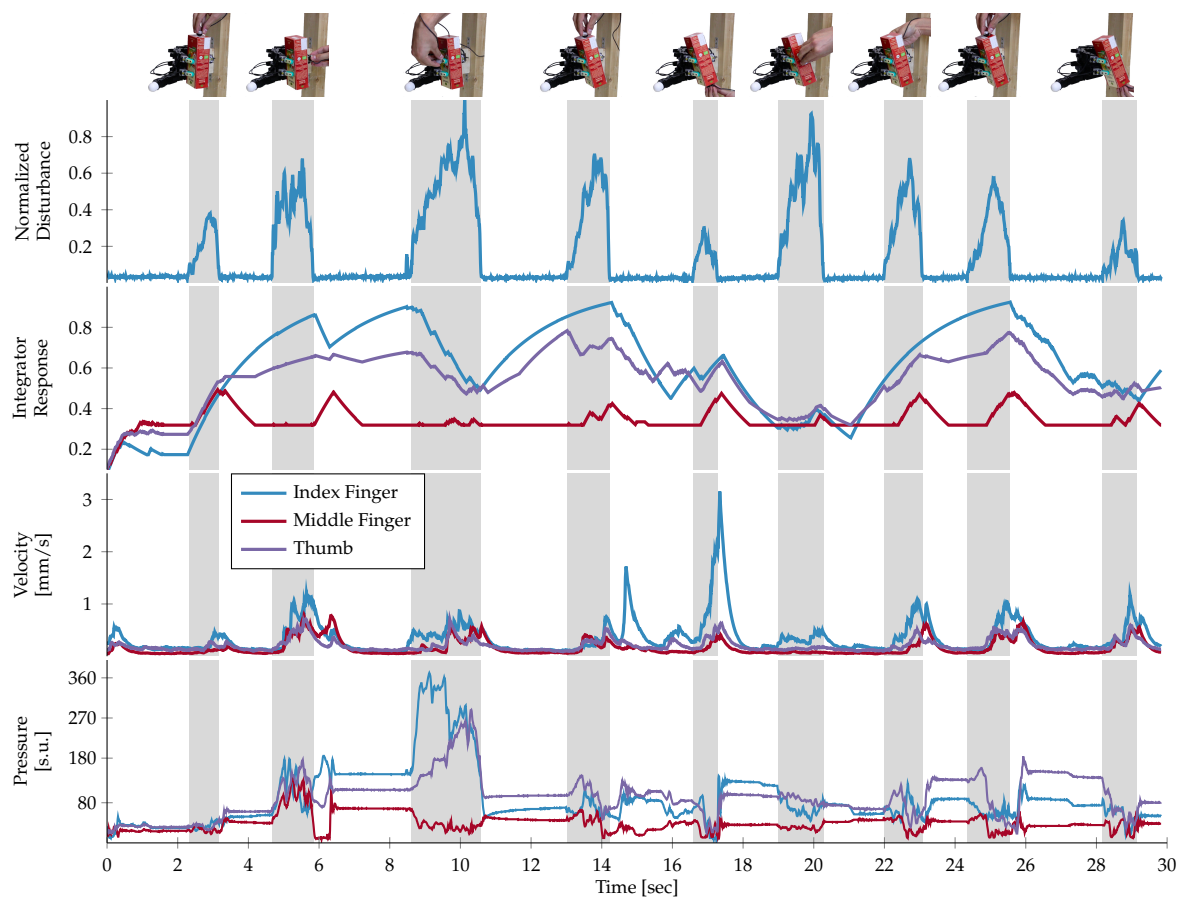 0.8
0.6
0.4
0.2
Normalized
Disturbance
0.8
0.6
0.4
0.2
Integrator
Response
Index Finger
Middle Finger
Thumb
3
2
1
Velocity
[mm/s]
360
270
180
80
Pressure
[s.u.]
0 2 4 6 8 10 12 14 16 18 20 22 24 26 28 30
Time [sec]